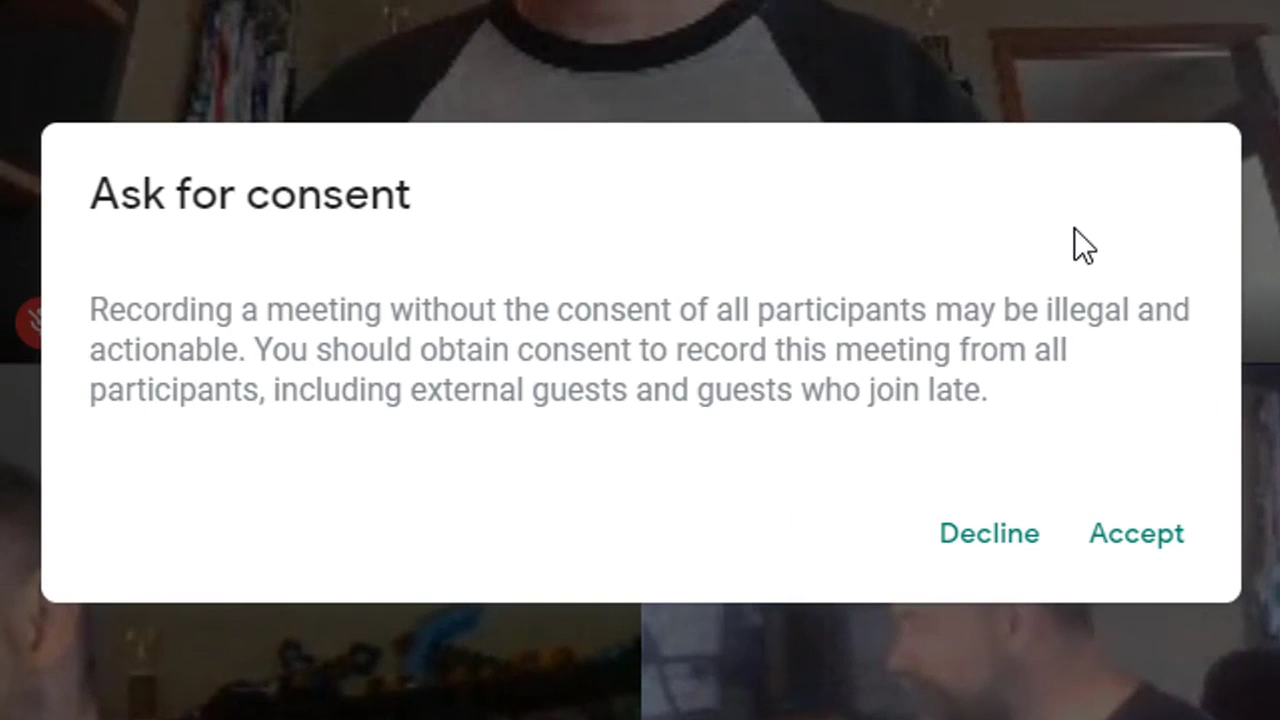 Ask for consent
Recording a meeting without the consent of all participants may be illegal and
actionable. You should obtain consent to record this meeting from all
participants, including external guests and guests who join late.
Decline Accept